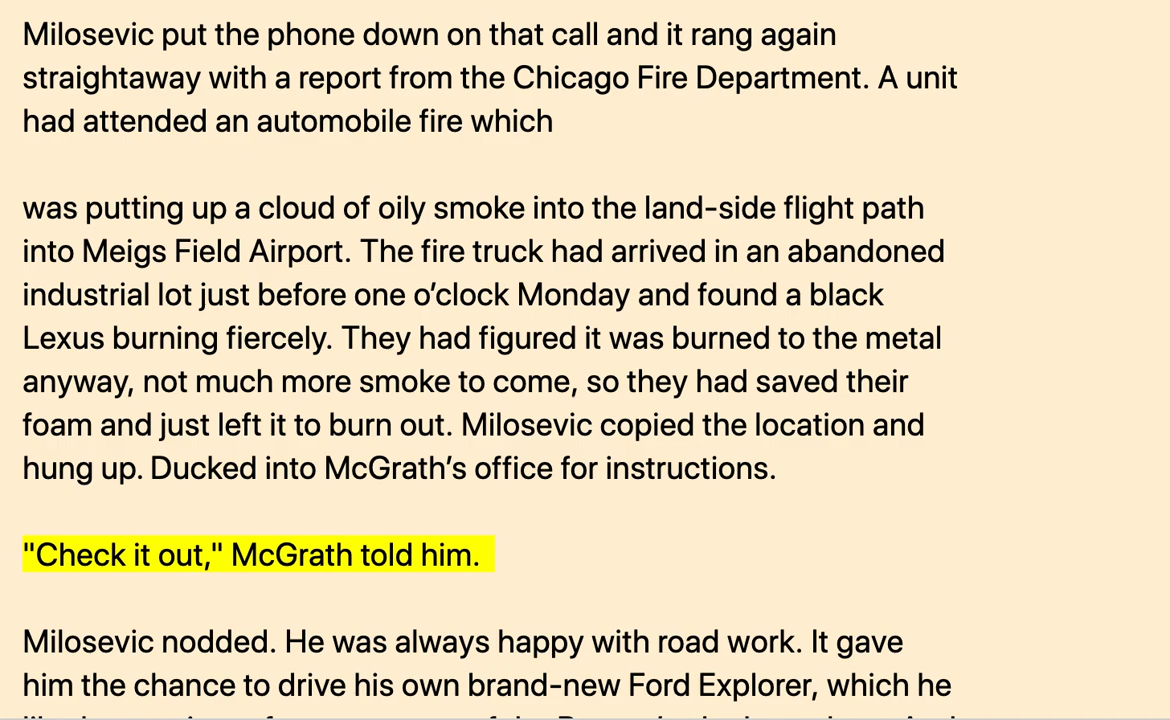 Milosevic put the phone down on that call and it rang again
straightaway with a report from the Chicago Fire Department. A unit
had attended an automobile fire which
was putting up a cloud of oily smoke into the land-side flight path
into Meigs Field Airport. The fire truck had arrived in an abandoned
industrial lot just before one o’clock Monday and found a black
Lexus burning fiercely. They had figured it was burned to the metal
anyway, not much more smoke to come, so they had saved their
foam and just left it to burn out. Milosevic copied the location and
hung up. Ducked into McGrath’s office for instructions.
"Check it out," McGrath told him.
Milosevic nodded. He was always happy with road work. It gave
him the chance to drive his own brand-new Ford Explorer, which he